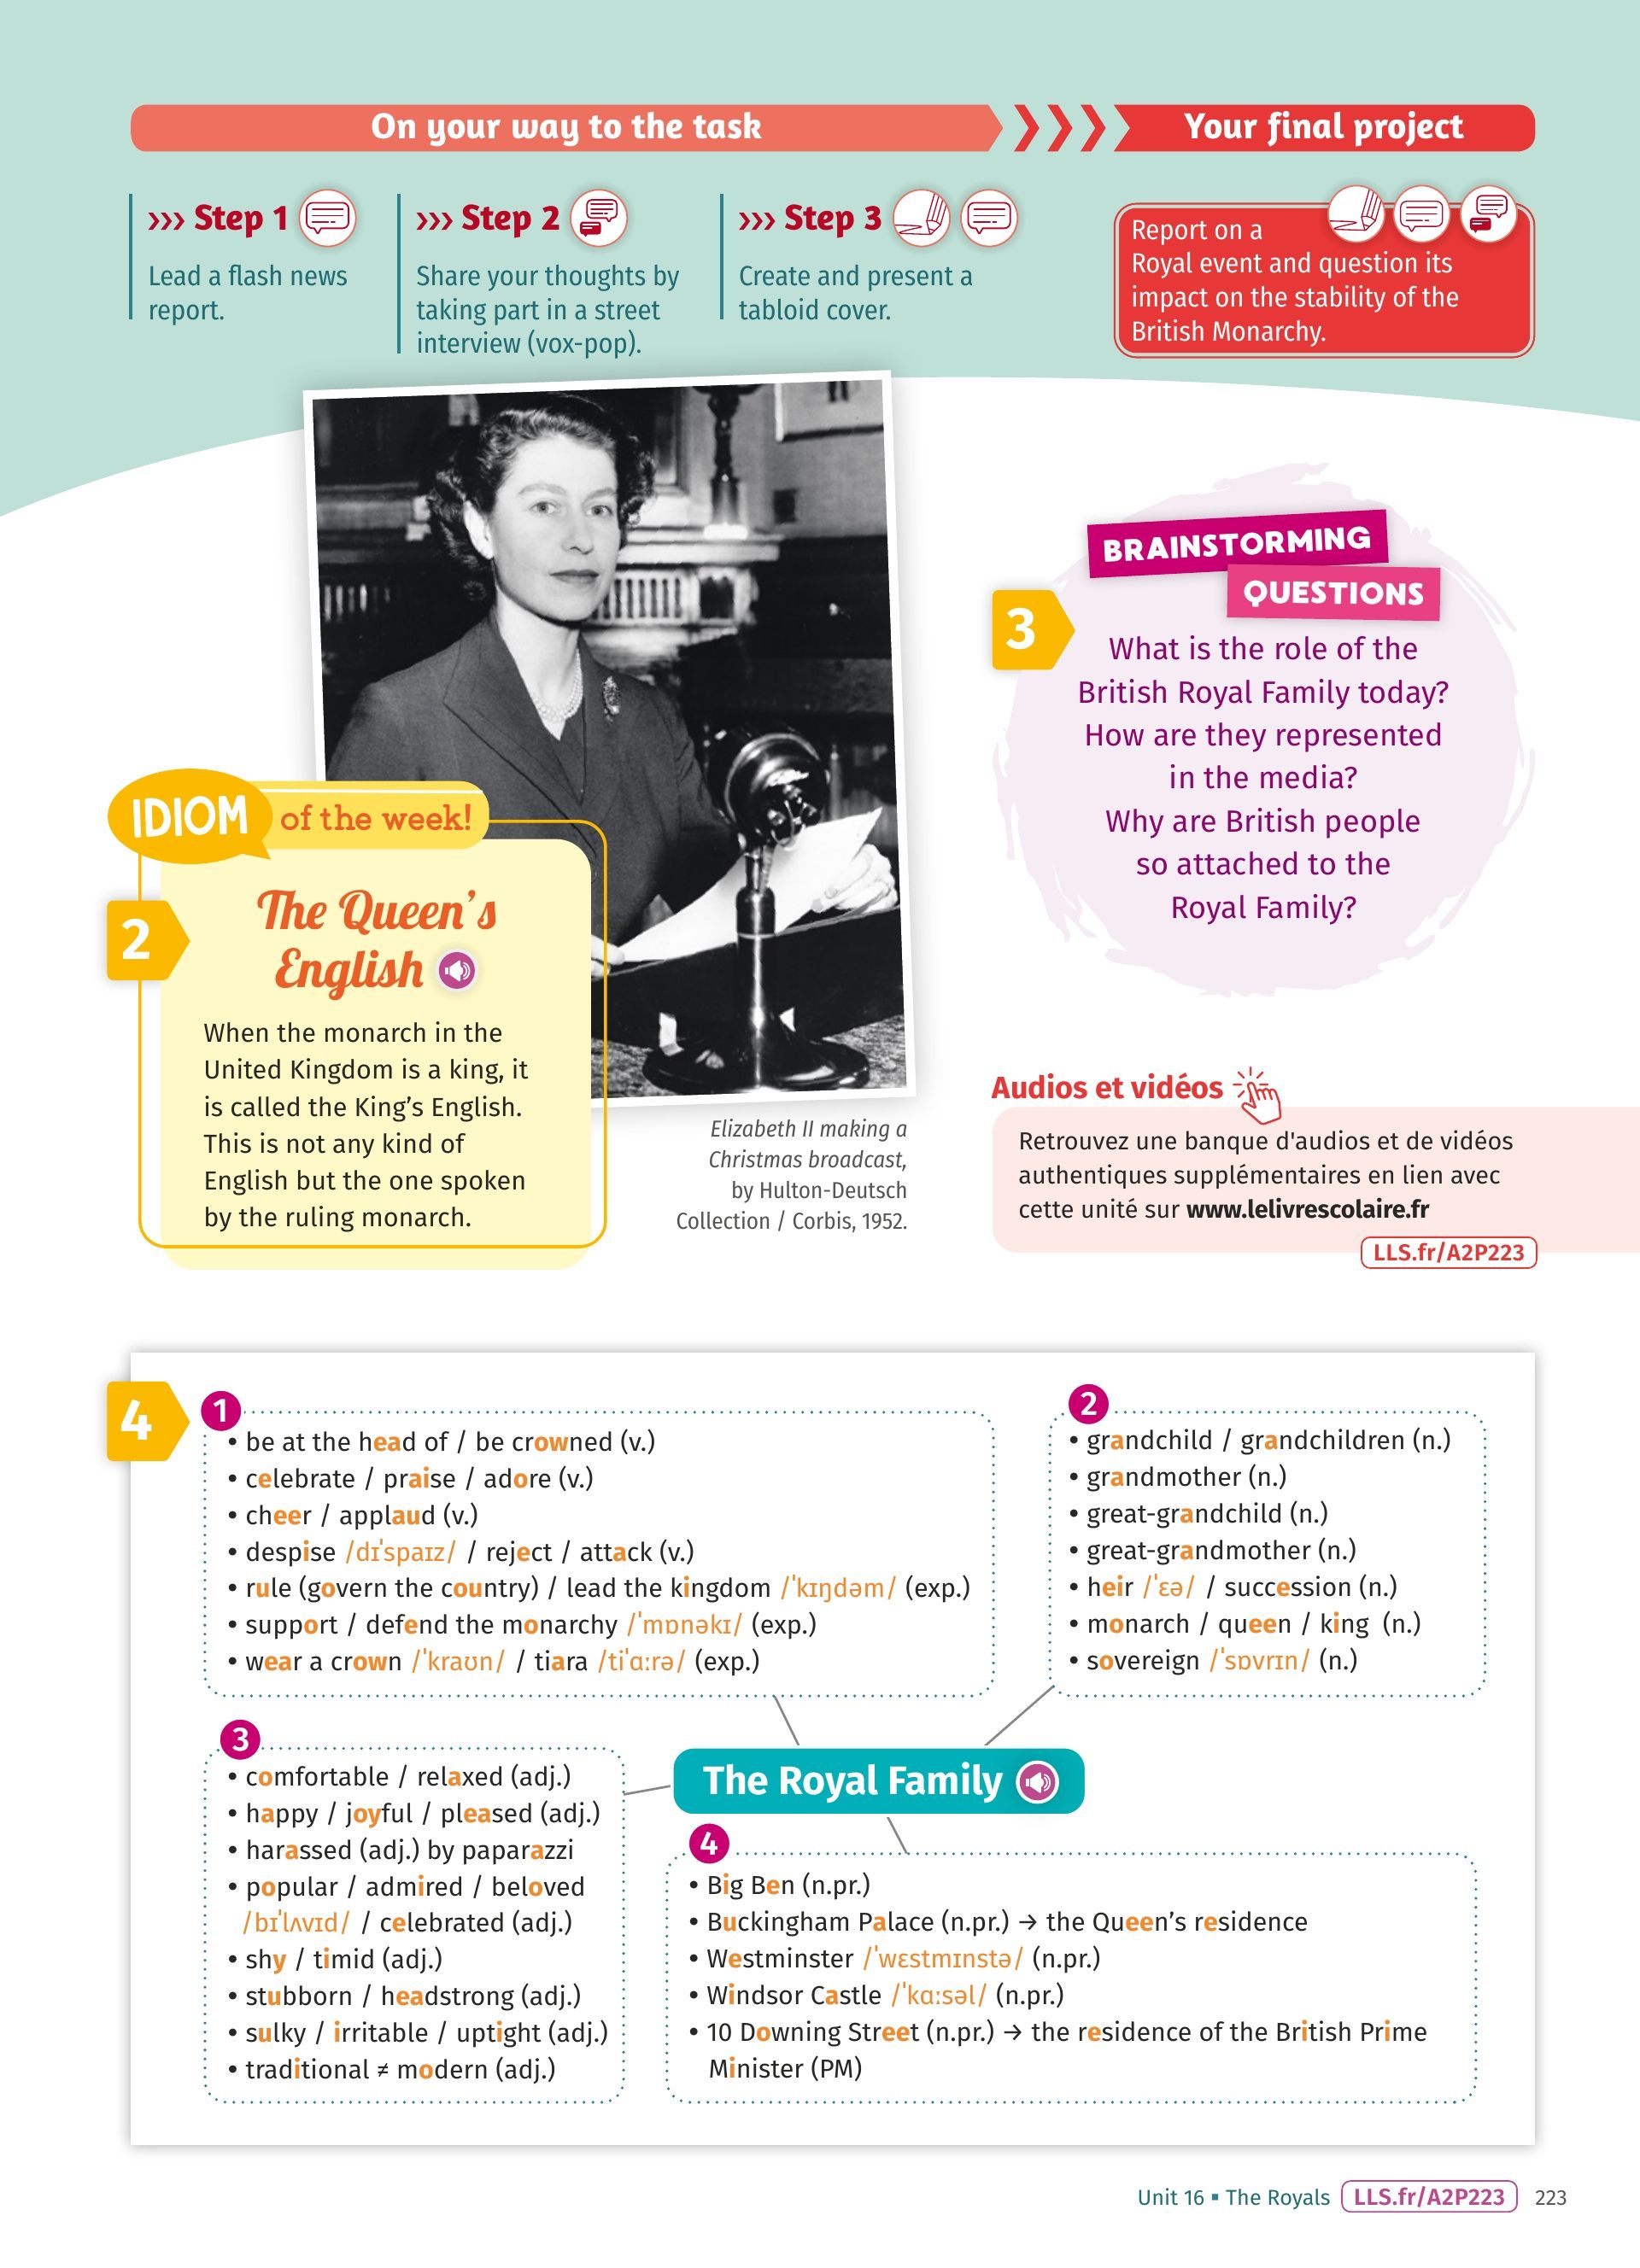 On your way to the task
Your final project
››› Step 1
Lead a flash news
report.
››› Step 2
Share your thoughts by
taking part in a street
interview (vox-pop).
››› Step 3
Create and present a
tabloid cover.
Report on a
Royal event and question its
impact on the stability of the
British Monarchy.
IDIOM of the week!
2
The Queen's
English
When the monarch in the
United Kingdom is a king, it
is called the King's English.
This is not any kind of
English but the one spoken
by the ruling monarch.
Elizabeth II making a
Christmas broadcast,
by Hulton-Deutsch
Collection / Corbis, 1952.
BRAINSTORMING
QUESTIONS
3
What is the role of the
British Royal Family today?
How are they represented
in the media?
Why are British people
so attached to the
Royal Family?
Audios et vidéos
Retrouvez une banque d'audios et de vidéos
authentiques supplémentaires en lien avec
cette unité sur www.lelivrescolaire.fr
LLS.fr/A2P223
4
1
• be at the head of / be crowned (v.)
• celebrate / praise / adore (v.)
• cheer / applaud (v.)
• despise /dɪˈspaɪz/ / reject / attack (v.)
• rule (govern the country) / lead the kingdom /ˈkɪŋdəm/ (exp.)
• support / defend the monarchy /ˈmɒnəkɪ/ (exp.)
• wear a crown /ˈkraʊn/ / tiara /tiˈɑːrə/ (exp.)
2
• grandchild / grandchildren (n.)
• grandmother (n.)
• great-grandchild (n.)
• great-grandmother (n.)
• heir /ˈɛə/ / succession (n.)
• monarch / queen / king (n.)
• sovereign /ˈsɒvrɪn/ (n.)
The Royal Family
3
• comfortable / relaxed (adj.)
• happy / joyful / pleased (adj.)
• harassed (adj.) by paparazzi
• popular / admired / beloved
/bɪˈlʌvɪd/ / celebrated (adj.)
• shy / timid (adj.)
• stubborn / headstrong (adj.)
• sulky / irritable / uptight (adj.)
• traditional ≠ modern (adj.)
4
• Big Ben (n.pr.)
• Buckingham Palace (n.pr.) → the Queen's residence
• Westminster /ˈwɛstmɪnstə/ (n.pr.)
• Windsor Castle /ˈkɑːsəl/ (n.pr.)
• 10 Downing Street (n.pr.) → the residence of the British Prime
Minister (PM)
Unit 16 ▪ The Royals LLS.fr/A2P223 223